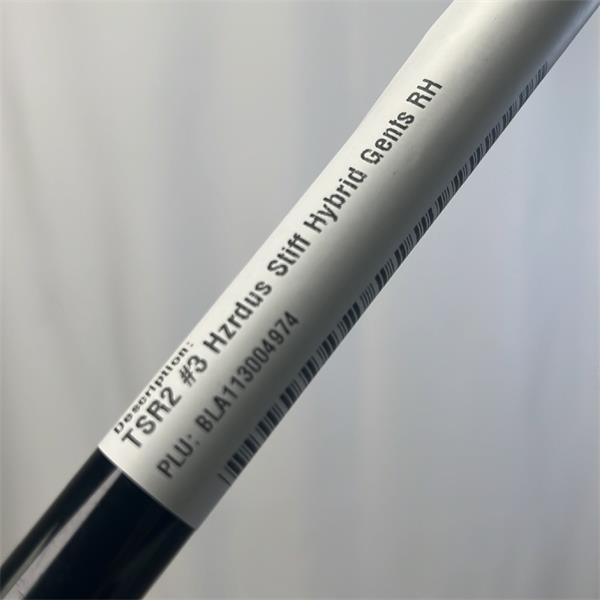 Description:
TSR2 #3 Hzrdus Stiff Hybrid Gents RH
PLU: BLA113004974